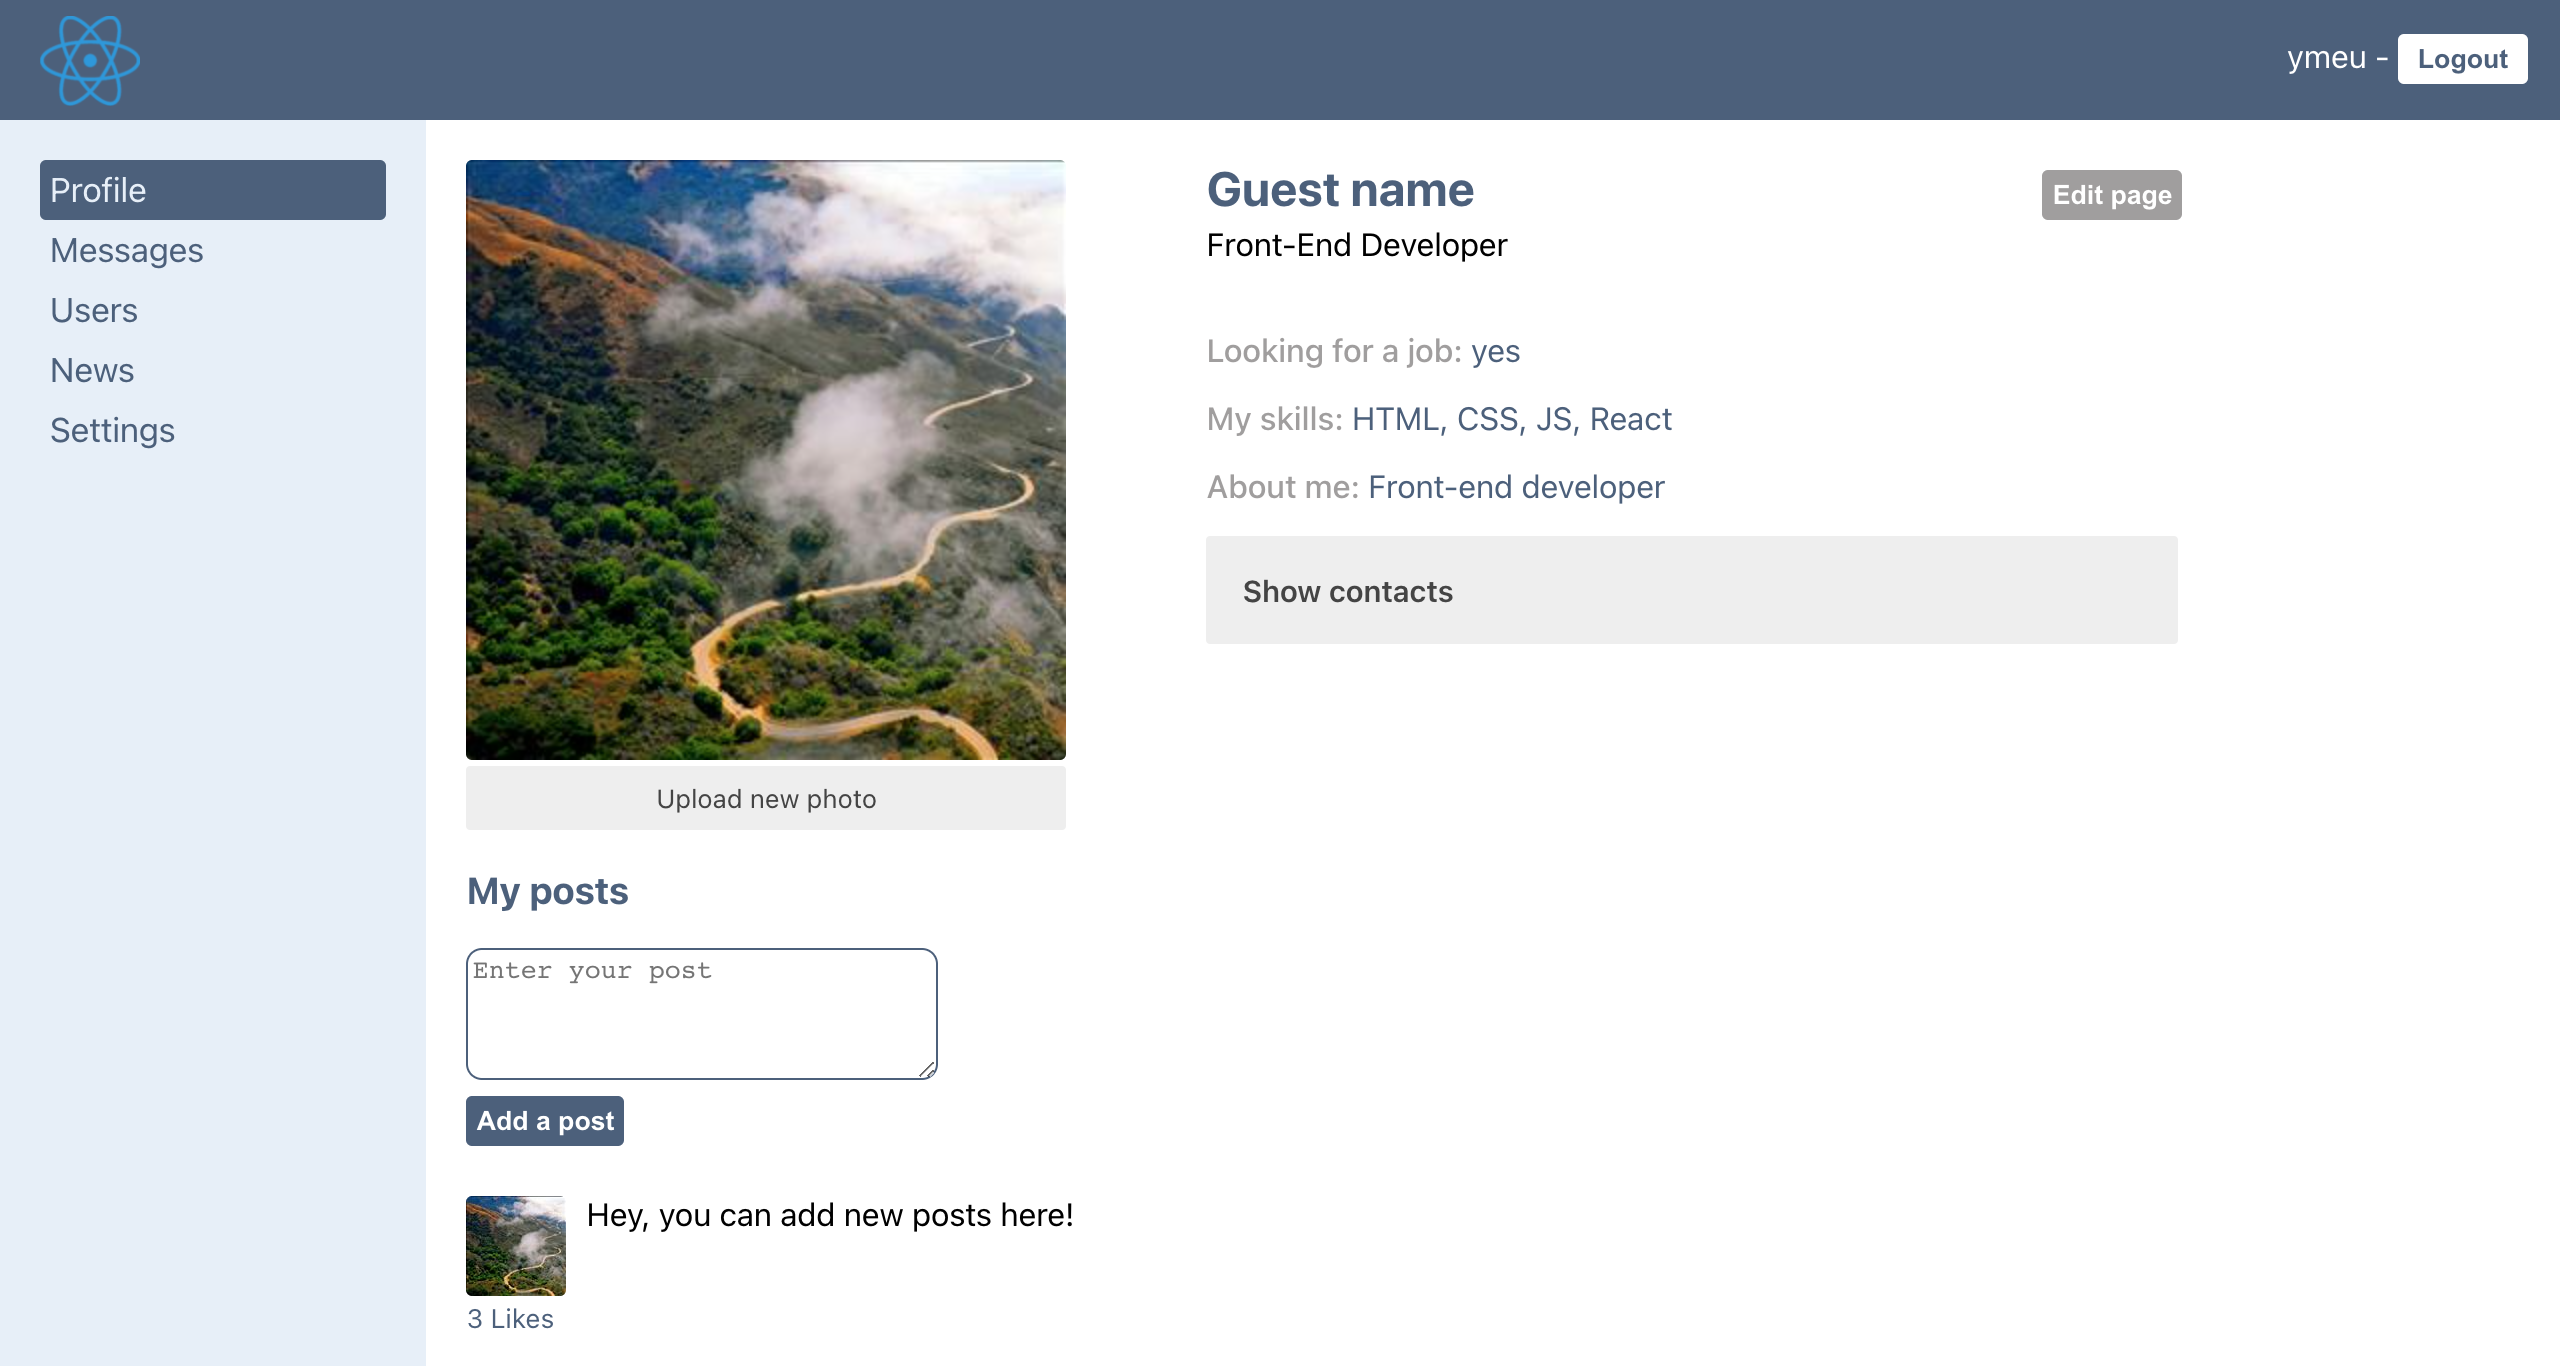 ymeu - Logout
Profile
Messages
Users
News
Settings
Guest name
Edit page
Front-End Developer
Looking for a job: yes
My skills: HTML, CSS, JS, React
About me: Front-end developer
Show contacts
Upload new photo
My posts
Enter your post
Add a post
Hey, you can add new posts here!
3 Likes